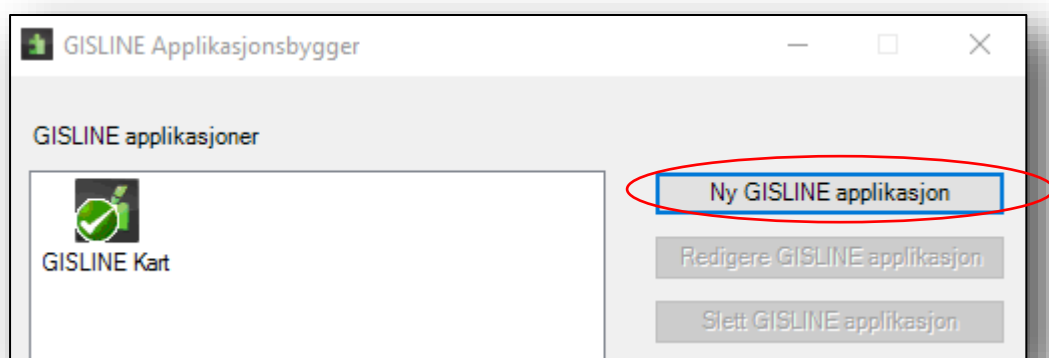 GISLINE Applikasjonsbygger
GISLINE applikasjoner
GISLINE Kart
Ny GISLINE applikasjon
Redigere GISLINE applikasjon
Slett GISLINE applikasjon